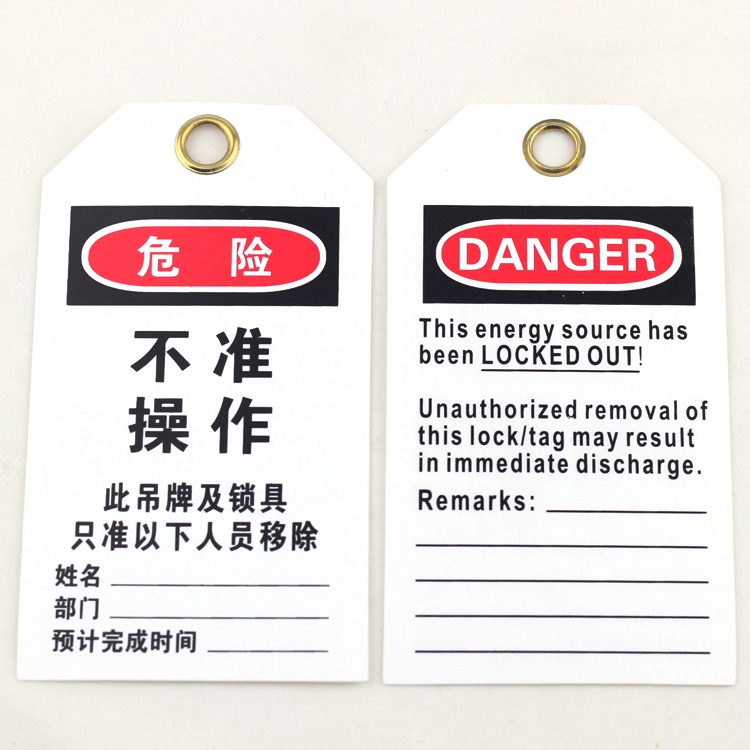 危险
不准
操作
此吊牌及锁具
只准以下人员移除
姓名
部门
预计完成时间
DANGER
This energy source has
been LOCKED OUT!
Unauthorized removal of
this lock/tag may result
in immediate discharge.
Remarks: